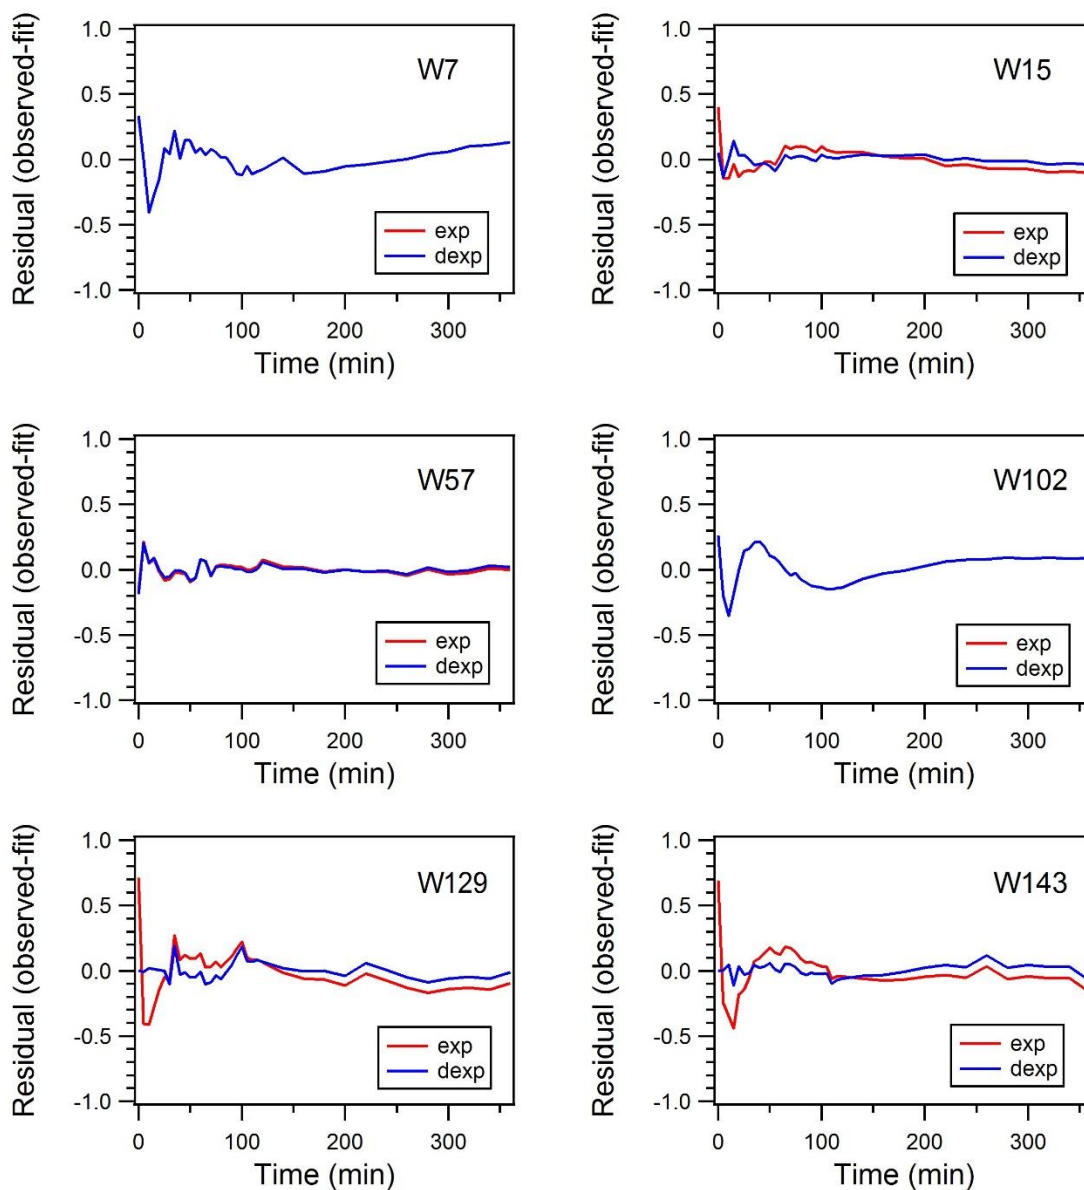 Residual (observed-fit)
1.0
0.5
0.0
-0.5
-1.0
W7
exp
dexp
0 100 200 300
Time (min)
Residual (observed-fit)
1.0
0.5
0.0
-0.5
-1.0
W15
exp
dexp
0 100 200 300
Time (min)
Residual (observed-fit)
1.0
0.5
0.0
-0.5
-1.0
W57
exp
dexp
0 100 200 300
Time (min)
Residual (observed-fit)
1.0
0.5
0.0
-0.5
-1.0
W102
exp
dexp
0 100 200 300
Time (min)
Residual (observed-fit)
1.0
0.5
0.0
-0.5
-1.0
W129
exp
dexp
0 100 200 300
Time (min)
Residual (observed-fit)
1.0
0.5
0.0
-0.5
-1.0
W143
exp
dexp
0 100 200 300
Time (min)